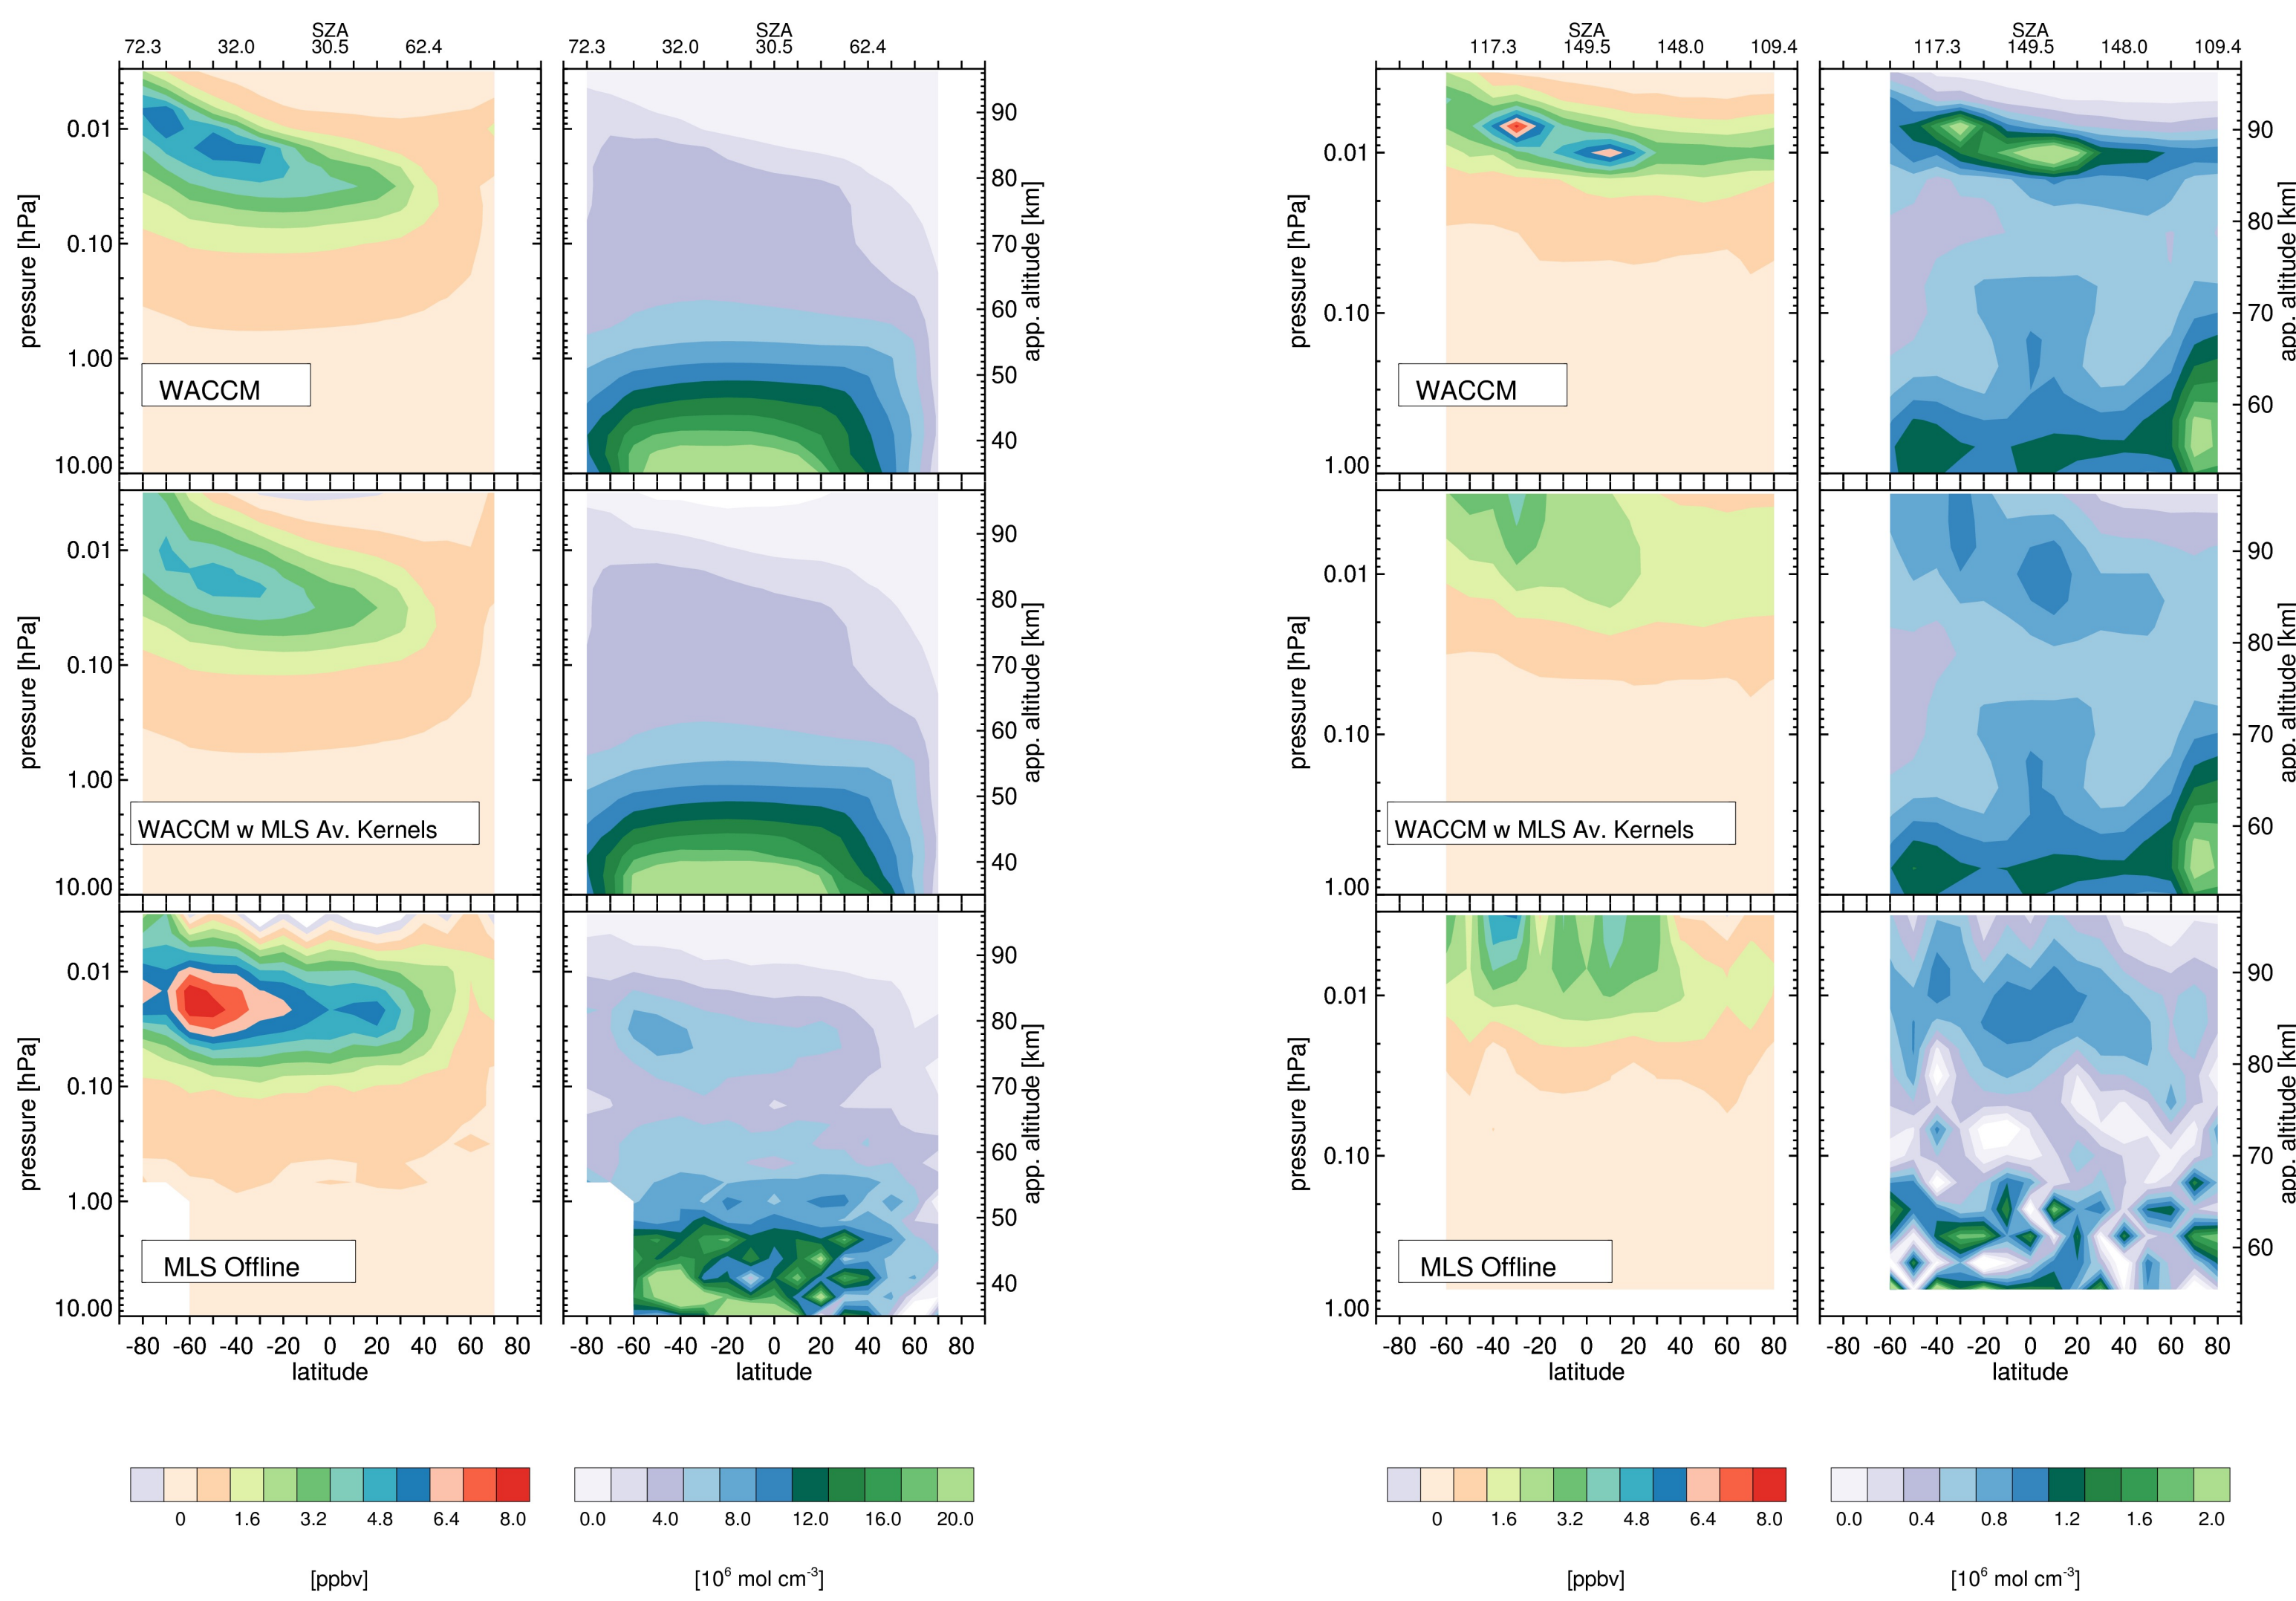 SZA SZA SZA SZA
72.3 32.0 30.5 62.4 72.3 32.0 30.5 62.4 117.3 149.5 148.0 109.4 117.3 149.5 148.0 109.4
pressure [hPa]
0.01
0.10
1.00
10.00
WACCM
app. altitude [km]
90
80
70
60
50
40
pressure [hPa]
0.01
0.10
1.00
WACCM
app. altitude [km]
90
80
70
60
pressure [hPa]
0.01
0.10
1.00
10.00
WACCM w MLS Av. Kernels
app. altitude [km]
90
80
70
60
50
40
pressure [hPa]
0.01
0.10
1.00
WACCM w MLS Av. Kernels
app. altitude [km]
90
80
70
60
pressure [hPa]
0.01
0.10
1.00
10.00
MLS Offline
app. altitude [km]
90
80
70
60
50
40
pressure [hPa]
0.01
0.10
1.00
MLS Offline
app. altitude [km]
90
80
70
60
-80 -60 -40 -20 0 20 40 60 80 -80 -60 -40 -20 0 20 40 60 80 -80 -60 -40 -20 0 20 40 60 80 -80 -60 -40 -20 0 20 40 60 80
latitude latitude latitude latitude
0 1.6 3.2 4.8 6.4 8.0 0.0 4.0 8.0 12.0 16.0 20.0 0 1.6 3.2 4.8 6.4 8.0 0.0 0.4 0.8 1.2 1.6 2.0
[ppbv] [10⁶ mol cm⁻³] [ppbv] [10⁶ mol cm⁻³]